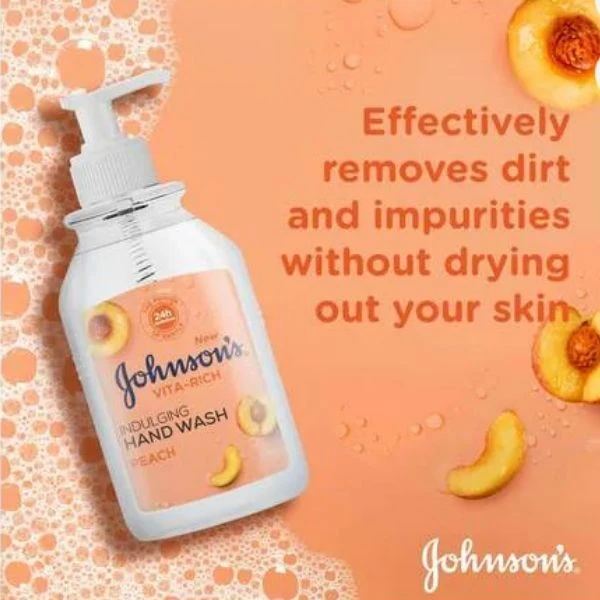 Effectively
removes dirt
and impurities
without drying
out your skin
24h
New
Johnson's
VITA-RICH
INDULGING
HAND WASH
PEACH
Johnson's